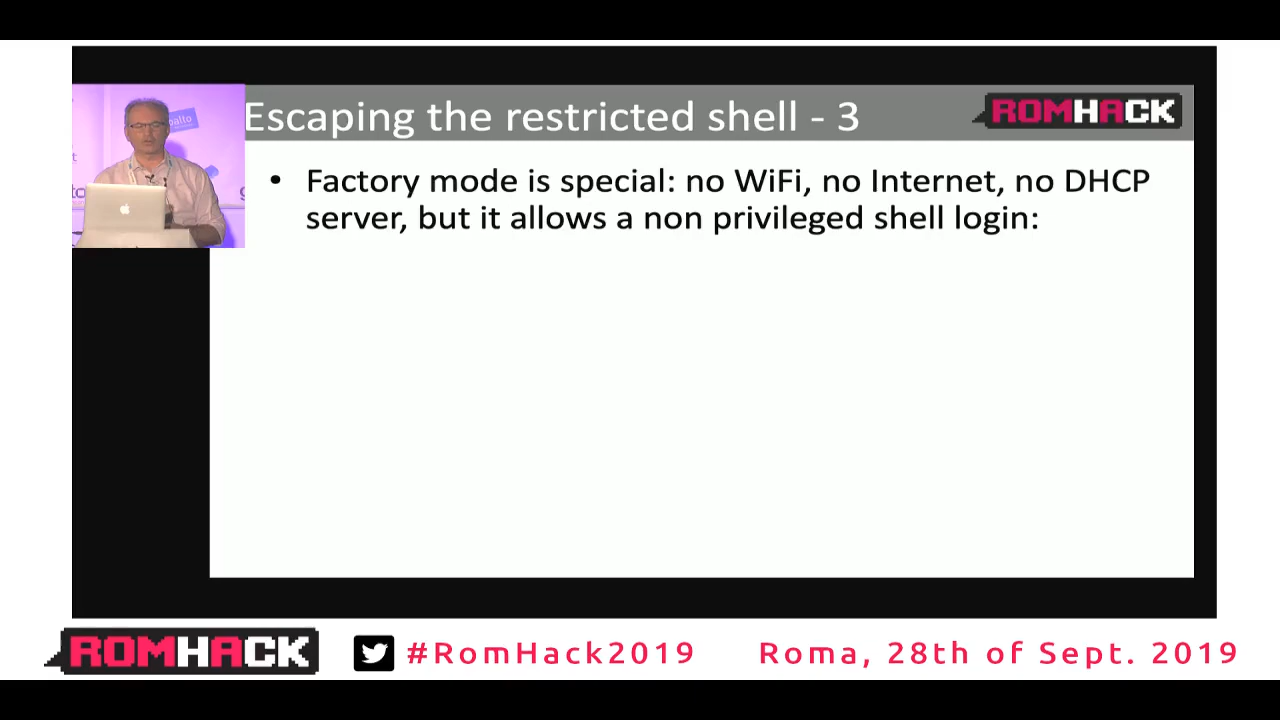 Escaping the restricted shell - 3
ROMHACK
• Factory mode is special: no WiFi, no Internet, no DHCP
server, but it allows a non privileged shell login:
ROMHACK
#RomHack2019
Roma, 28th of Sept. 2019